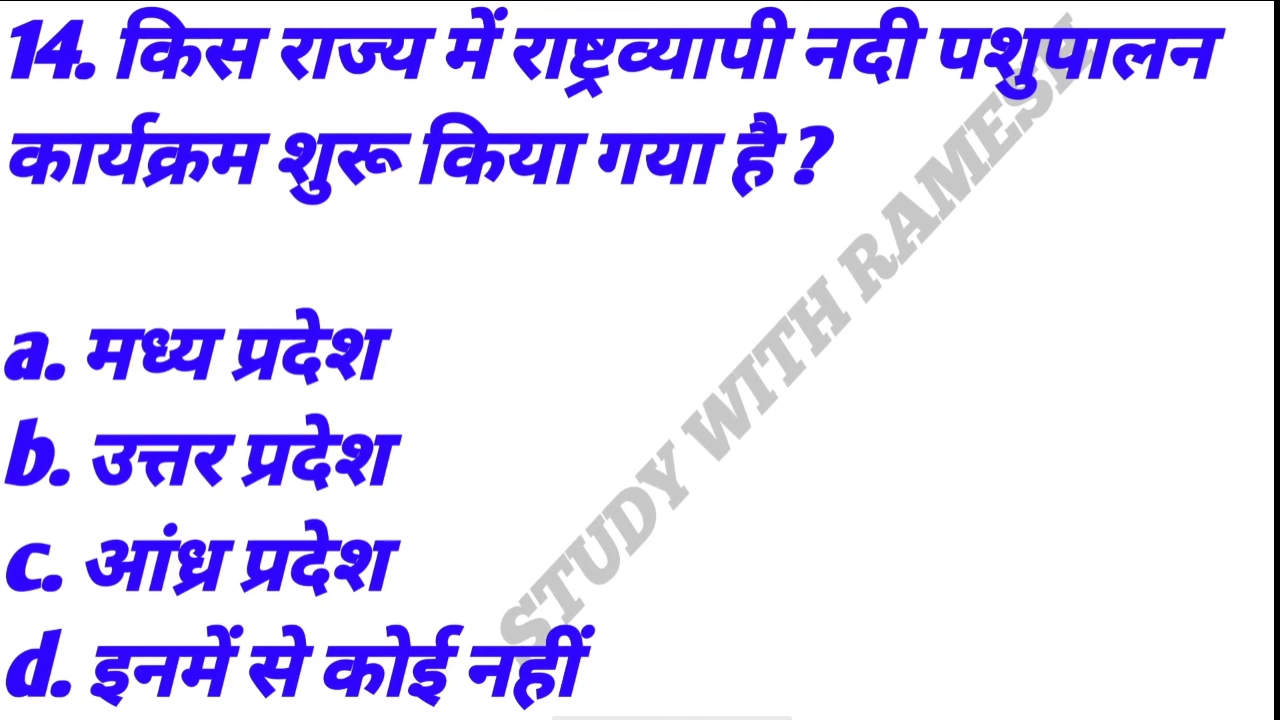 14. किस राज्य में राष्ट्रव्यापी नदी पशुपालन
कार्यक्रम शुरू किया गया है ?
a. मध्य प्रदेश
b. उत्तर प्रदेश
c. आंध्र प्रदेश
d. इनमें से कोई नहीं
STUDY WITH RAMESH